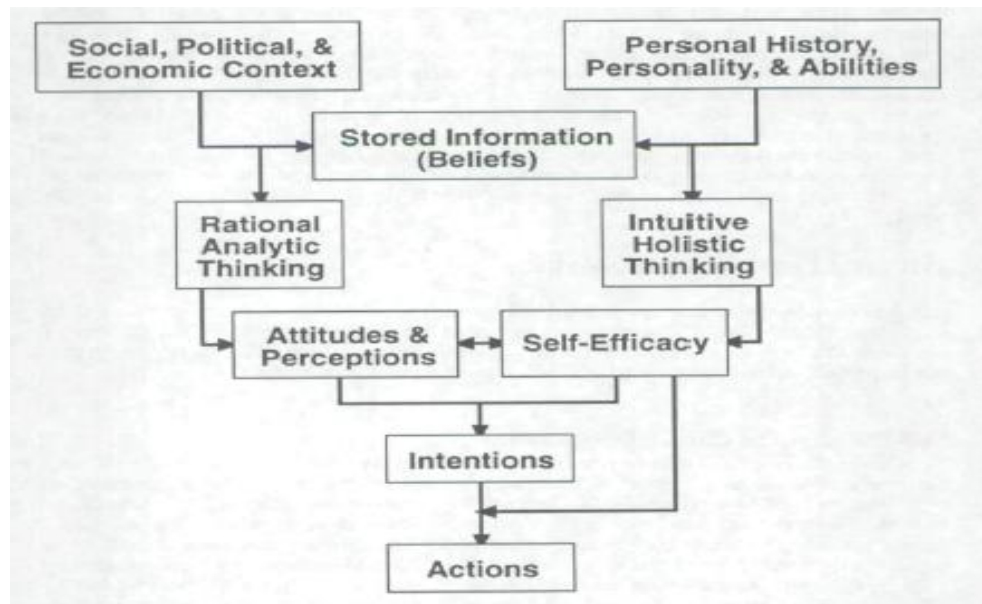 Social, Political, &
Economic Context
Personal History,
Personality, & Abilities
Stored Information
(Beliefs)
Rational
Analytic
Thinking
Intuitive
Holistic
Thinking
Attitudes &
Perceptions
Self-Efficacy
Intentions
Actions